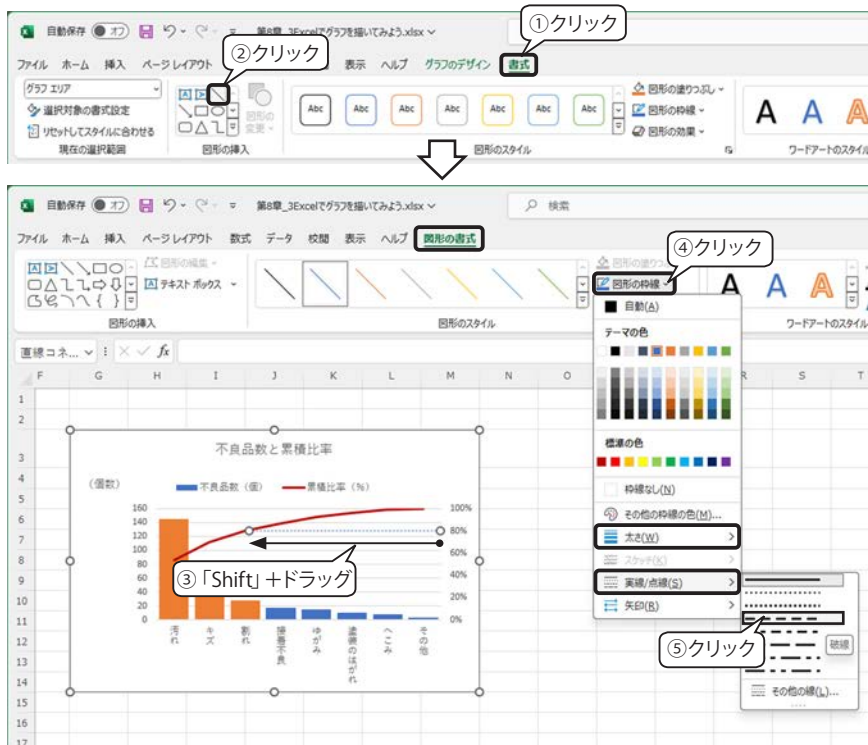 自動保存 オフ 第8章_3Excelでグラフを描いてみよう.xlsx
①クリック
ファイル ホーム 挿入 ページ レイアウト 表示 ヘルプ グラフのデザイン 書式
②クリック
グラフ エリア
選択対象の書式設定
リセットしてスタイルに合わせる
現在の選択範囲
図形の変更
図形の挿入
Abc Abc Abc Abc Abc Abc Abc
図形の塗りつぶし
図形の枠線
図形の効果
図形のスタイル
A A A
ワードアートのスタイル
自動保存 オフ 第8章_3Excelでグラフを描いてみよう.xlsx 検索
ファイル ホーム 挿入 ページ レイアウト 数式 データ 校閲 表示 ヘルプ 図形の書式
④クリック
図形の編集
テキスト ボックス
図形の挿入
図形のスタイル
図形の塗りつ
図形の枠線
A A A
ワードアートのスタイル
直線コネ... fx
F G H I J K L M N O R S T
1
2
3
4
5
6
7
8
9
10
11
12
13
14
15
16
17
不良品数と累積比率
(個数)
不良品数(個) 累積比率(%)
160 100%
140
120 80%
100
80 60%
60 40%
40
20 20%
0 0%
③「Shift」+ドラッグ
汚れ キズ 割れ 接着不良 ゆがみ 塗装のはがれ へこみ その他
自動(A)
テーマの色
標準の色
枠線なし(N)
その他の枠線の色(M)...
太さ(W)
スケッチ(K)
実線/点線(S)
矢印(R)
⑤クリック
破線
その他の線(L)...